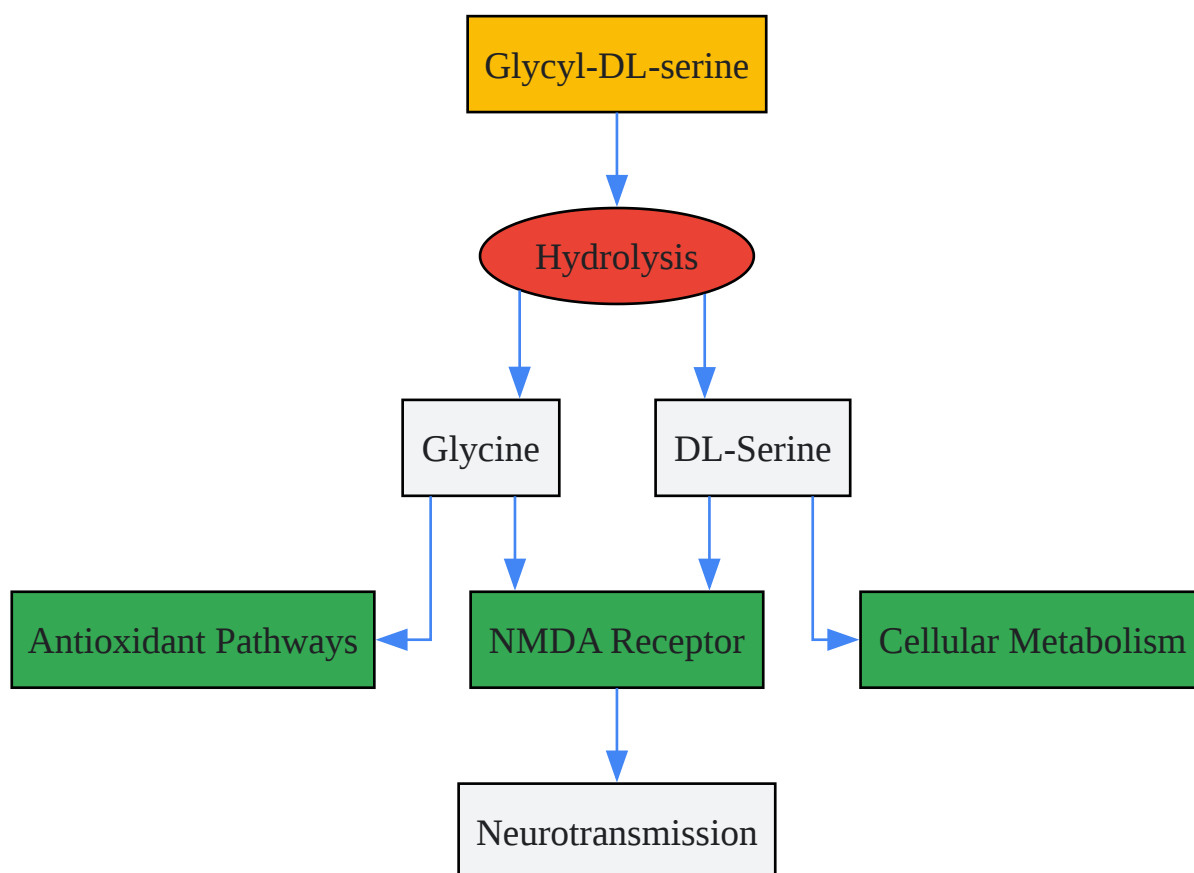 Glycyl-DL-serine
Hydrolysis
Glycine
DL-Serine
Antioxidant Pathways
NMDA Receptor
Cellular Metabolism
Neurotransmission